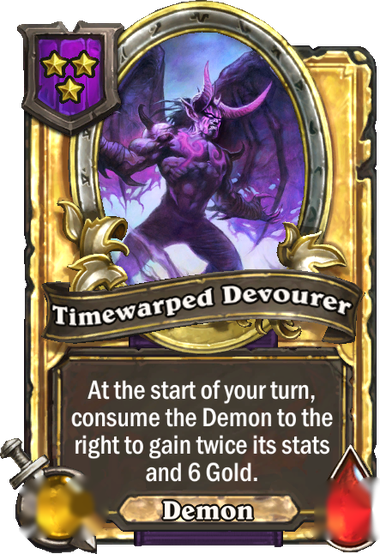 Timewarped Devourer
At the start of your turn,
consume the Demon to the
right to gain twice its stats
and 6 Gold.
Demon